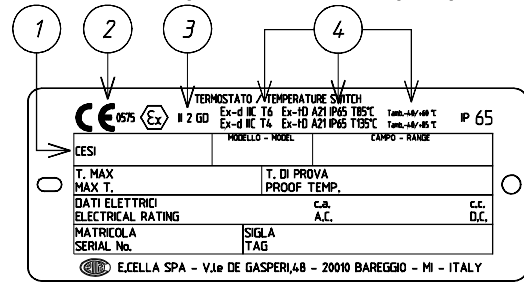 1 2 3 4
TERMOSTATO / TEMPERATURE SWITCH
CE 0575 Ex II 2 GD Ex-d IIC T6 Ex-tD A21 IP65 T85°C Tamb.-40/+60 °C IP 65
Ex-d IIC T4 Ex-tD A21 IP65 T135°C Tamb.-40/+85 °C
CESI MODELLO - MODEL CAMPO - RANGE
T. MAX T. DI PROVA
MAX T. PROOF TEMP.
DATI ELETTRICI c.a. c.c.
ELECTRICAL RATING A.C. D.C.
MATRICOLA SIGLA
SERIAL No. TAG
E.CELLA SPA - V.le DE GASPERI,48 - 20010 BAREGGIO - MI - ITALY